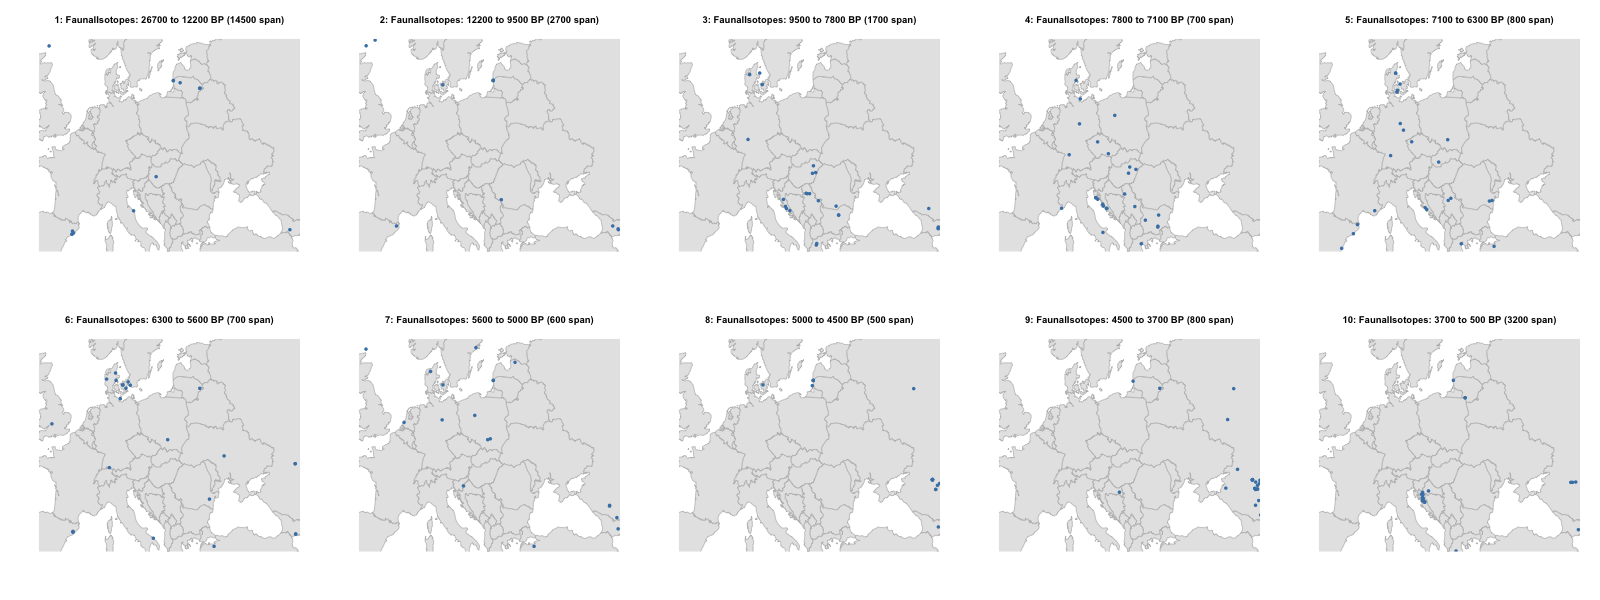 1: FaunalIsotopes: 26700 to 12200 BP (14500 span)
2: FaunalIsotopes: 12200 to 9500 BP (2700 span)
3: FaunalIsotopes: 9500 to 7800 BP (1700 span)
4: FaunalIsotopes: 7800 to 7100 BP (700 span)
5: FaunalIsotopes: 7100 to 6300 BP (800 span)
6: FaunalIsotopes: 6300 to 5600 BP (700 span)
7: FaunalIsotopes: 5600 to 5000 BP (600 span)
8: FaunalIsotopes: 5000 to 4500 BP (500 span)
9: FaunalIsotopes: 4500 to 3700 BP (800 span)
10: FaunalIsotopes: 3700 to 500 BP (3200 span)